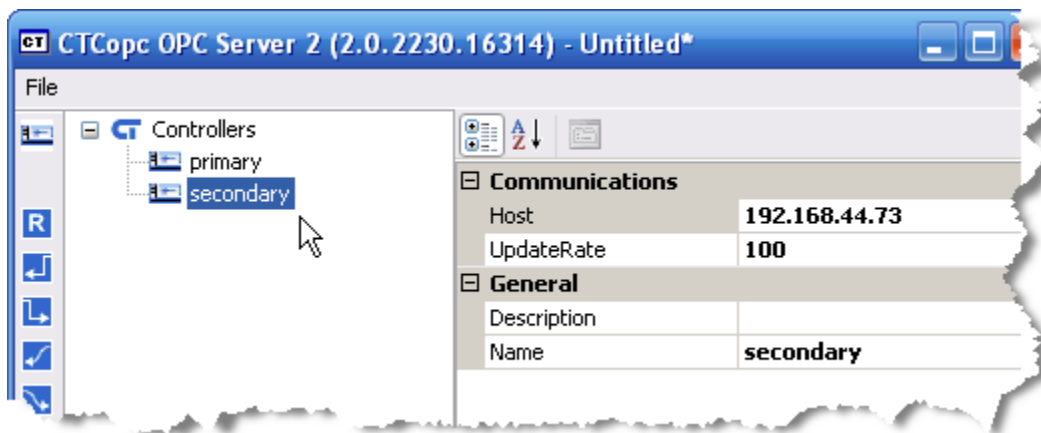 CT CTCopc OPC Server 2 (2.0.2230.16314) - Untitled*
File
CT Controllers
primary
secondary
R
A
Z
Communications
Host 192.168.44.73
UpdateRate 100
General
Description
Name secondary